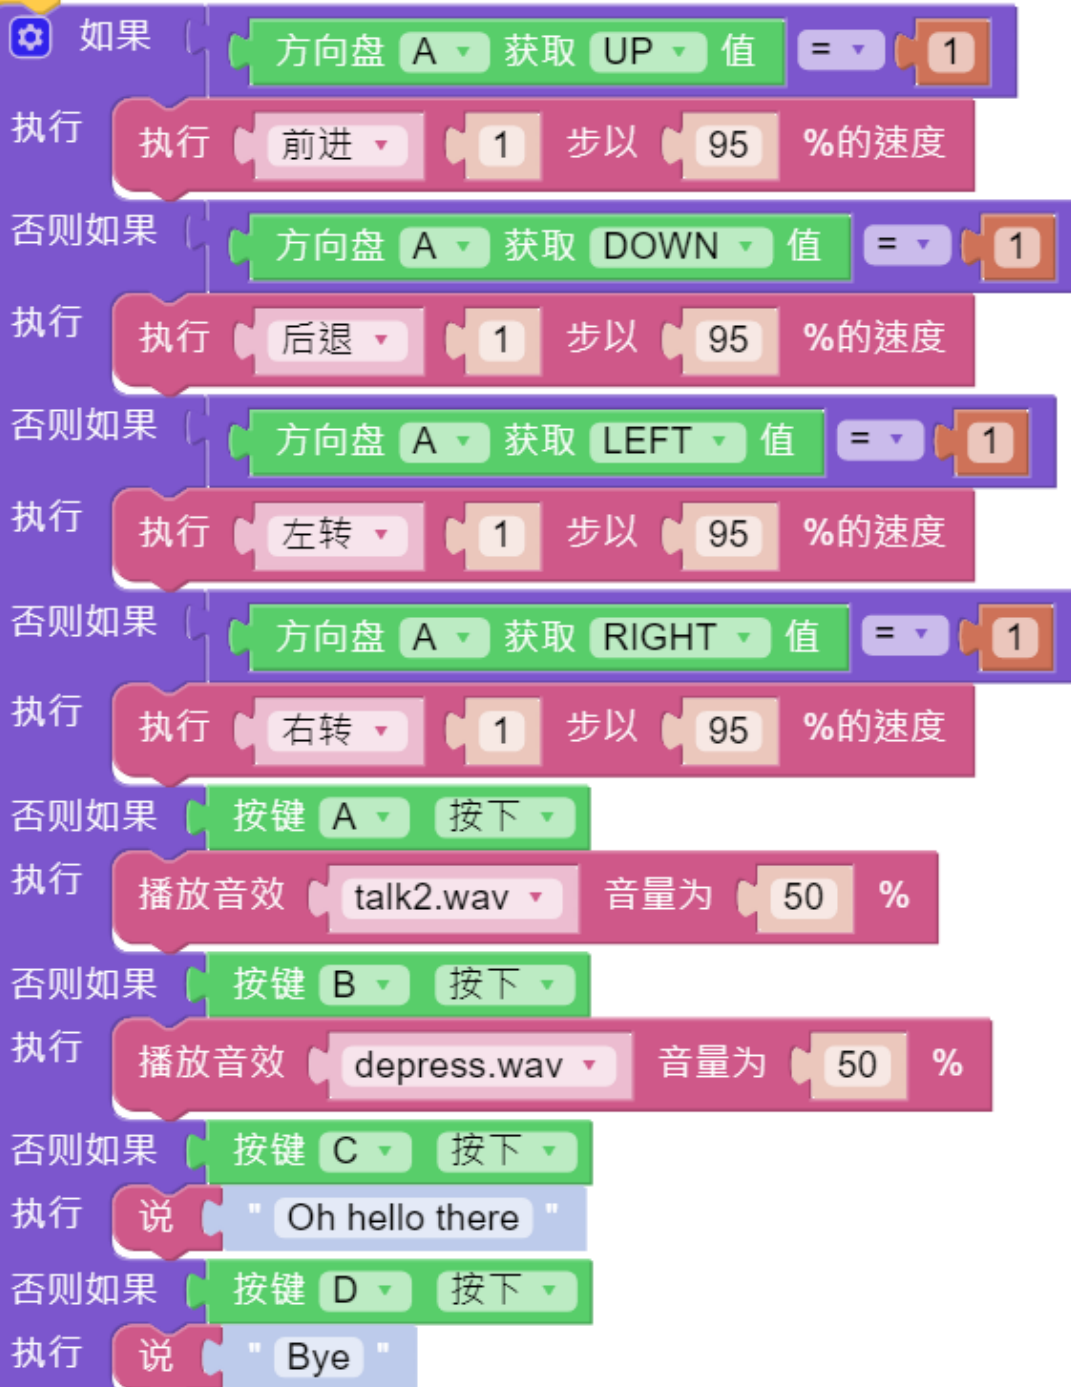 如果 方向盘 A 获取 UP 值 = 1
执行 执行 前进 1 步以 95 %的速度
否则如果 方向盘 A 获取 DOWN 值 = 1
执行 执行 后退 1 步以 95 %的速度
否则如果 方向盘 A 获取 LEFT 值 = 1
执行 执行 左转 1 步以 95 %的速度
否则如果 方向盘 A 获取 RIGHT 值 = 1
执行 执行 右转 1 步以 95 %的速度
否则如果 按键 A 按下
执行 播放音效 talk2.wav 音量为 50 %
否则如果 按键 B 按下
执行 播放音效 depress.wav 音量为 50 %
否则如果 按键 C 按下
执行 说 " Oh hello there "
否则如果 按键 D 按下
执行 说 " Bye "